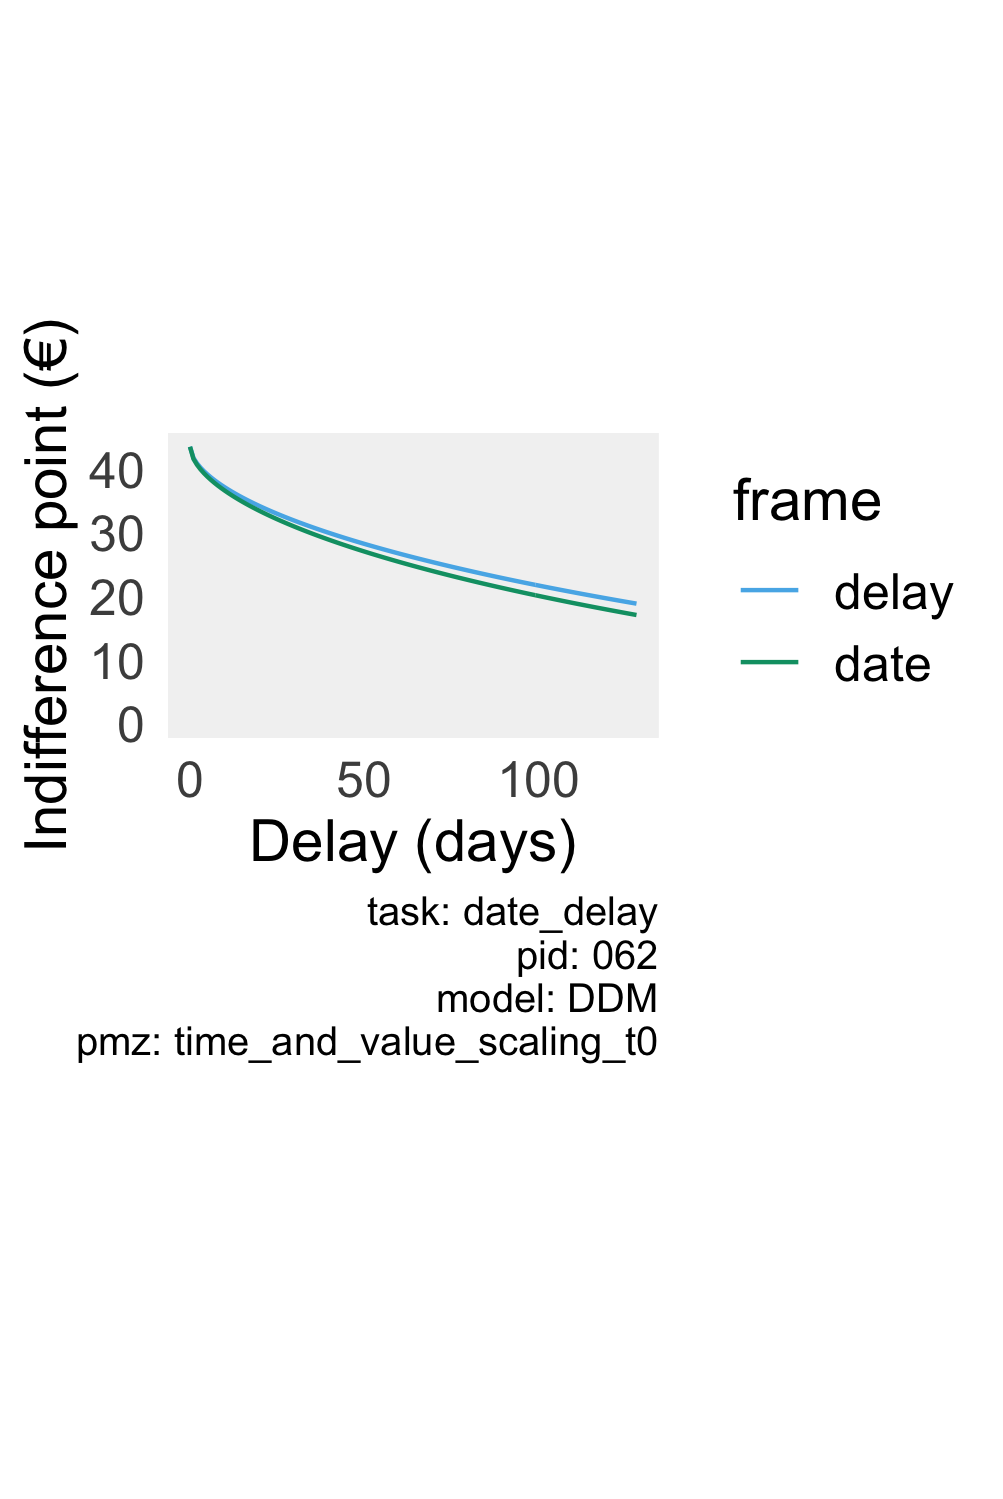 Indifference point (€)
40
30
20
10
0
0 50 100
Delay (days)
frame
delay
date
task: date_delay
pid: 062
model: DDM
pmz: time_and_value_scaling_t0